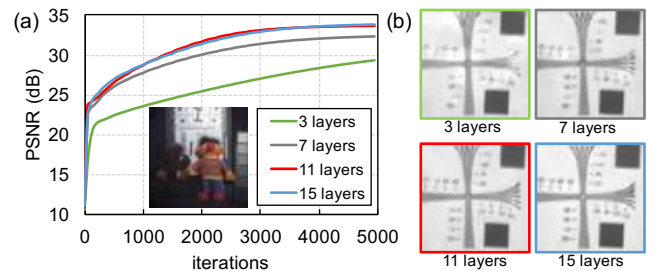 (a)
PSNR (dB)
35
30
25
20
15
10
0
1000
2000
3000
4000
5000
iterations
3 layers
7 layers
11 layers
15 layers
(b)
3 layers
7 layers
11 layers
15 layers